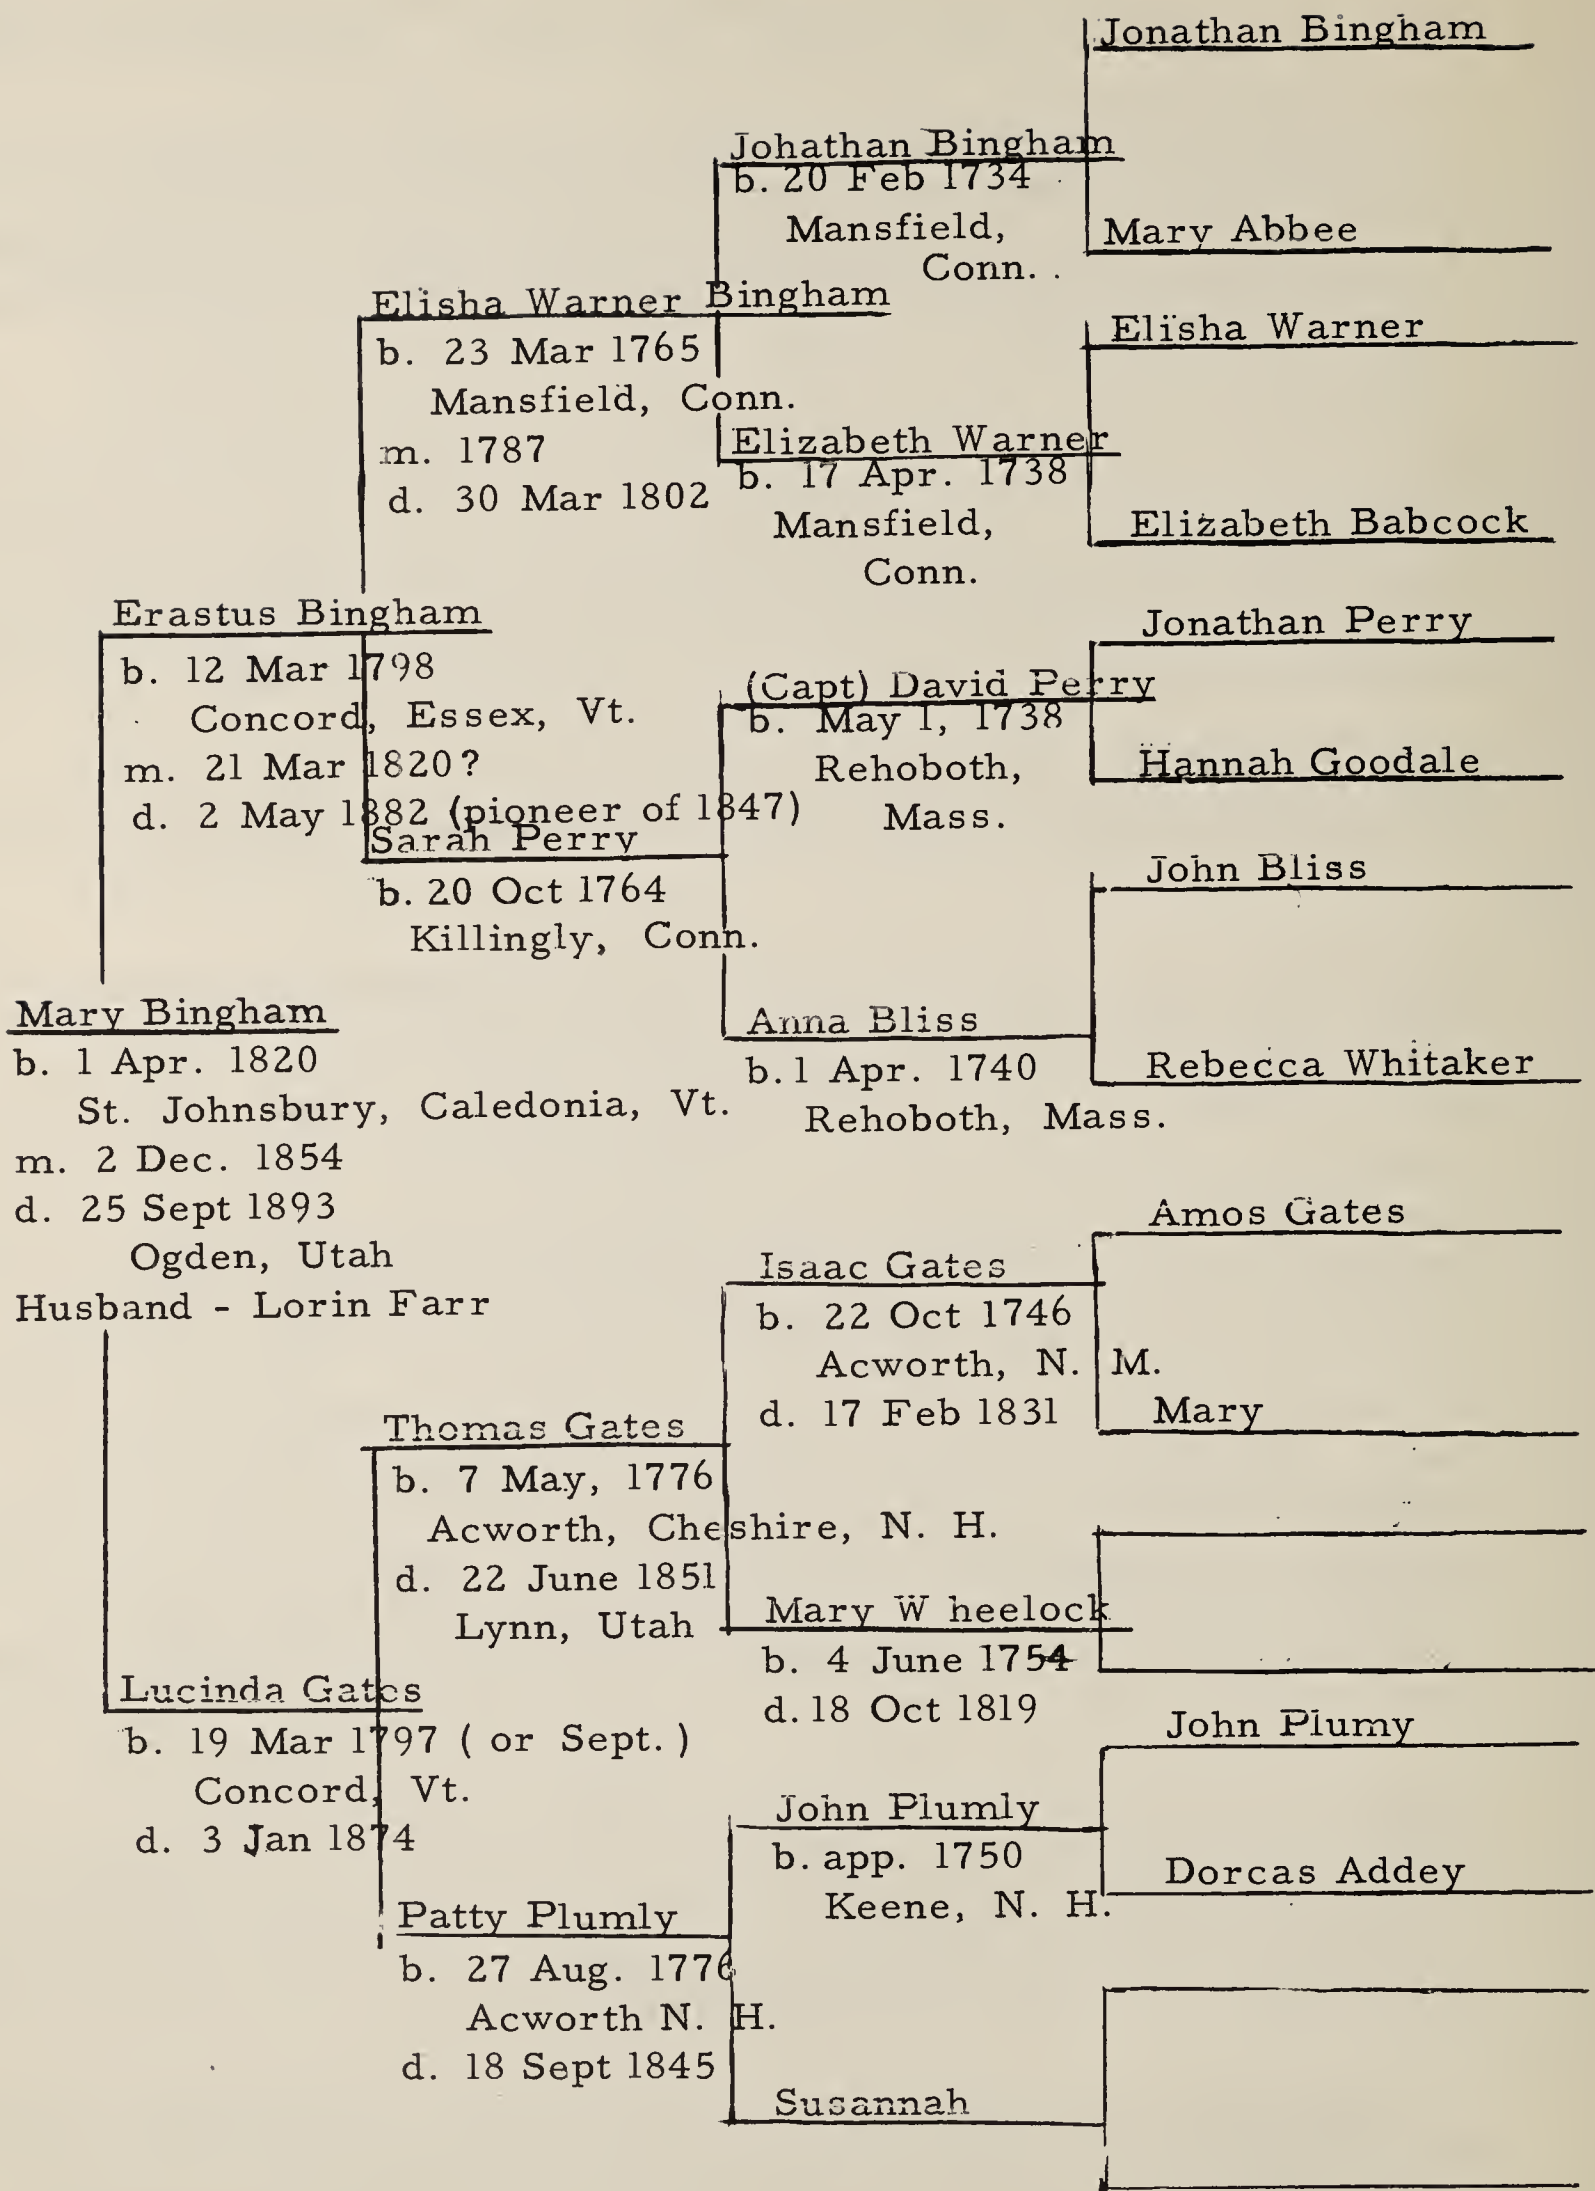 Jonathan Bingham
Johathan Bingham
b. 20 Feb 1734
Mansfield,
Conn.
Mary Abbee
Elisha Warner Bingham
b. 23 Mar 1765
Mansfield, Conn.
m. 1787
d. 30 Mar 1802
Elisha Warner
Elizabeth Warner
b. 17 Apr. 1738
Mansfield,
Conn.
Elizabeth Babcock
Erastus Bingham
b. 12 Mar 1798
Concord, Essex, Vt.
m. 21 Mar 1820?
d. 2 May 1882 (pioneer of 1847)
Jonathan Perry
(Capt) David Perry
b. May 1, 1738
Rehoboth,
Mass.
Hannah Goodale
Sarah Perry
b. 20 Oct 1764
Killingly, Conn.
John Bliss
Anna Bliss
b. 1 Apr. 1740
Rehoboth, Mass.
Rebecca Whitaker
Mary Bingham
b. 1 Apr. 1820
St. Johnsbury, Caledonia, Vt.
m. 2 Dec. 1854
d. 25 Sept 1893
Ogden, Utah
Husband - Lorin Farr
Amos Gates
Isaac Gates
b. 22 Oct 1746
Acworth, N. M.
d. 17 Feb 1831
Mary
Thomas Gates
b. 7 May, 1776
Acworth, Cheshire, N. H.
d. 22 June 1851
Lynn, Utah
Mary W heelock
b. 4 June 1754
d. 18 Oct 1819
Lucinda Gates
b. 19 Mar 1797 ( or Sept. )
Concord, Vt.
d. 3 Jan 1874
John Plumy
John Plumly
b. app. 1750
Keene, N. H.
Dorcas Addey
Patty Plumly
b. 27 Aug. 1776
Acworth N. H.
d. 18 Sept 1845
Susannah